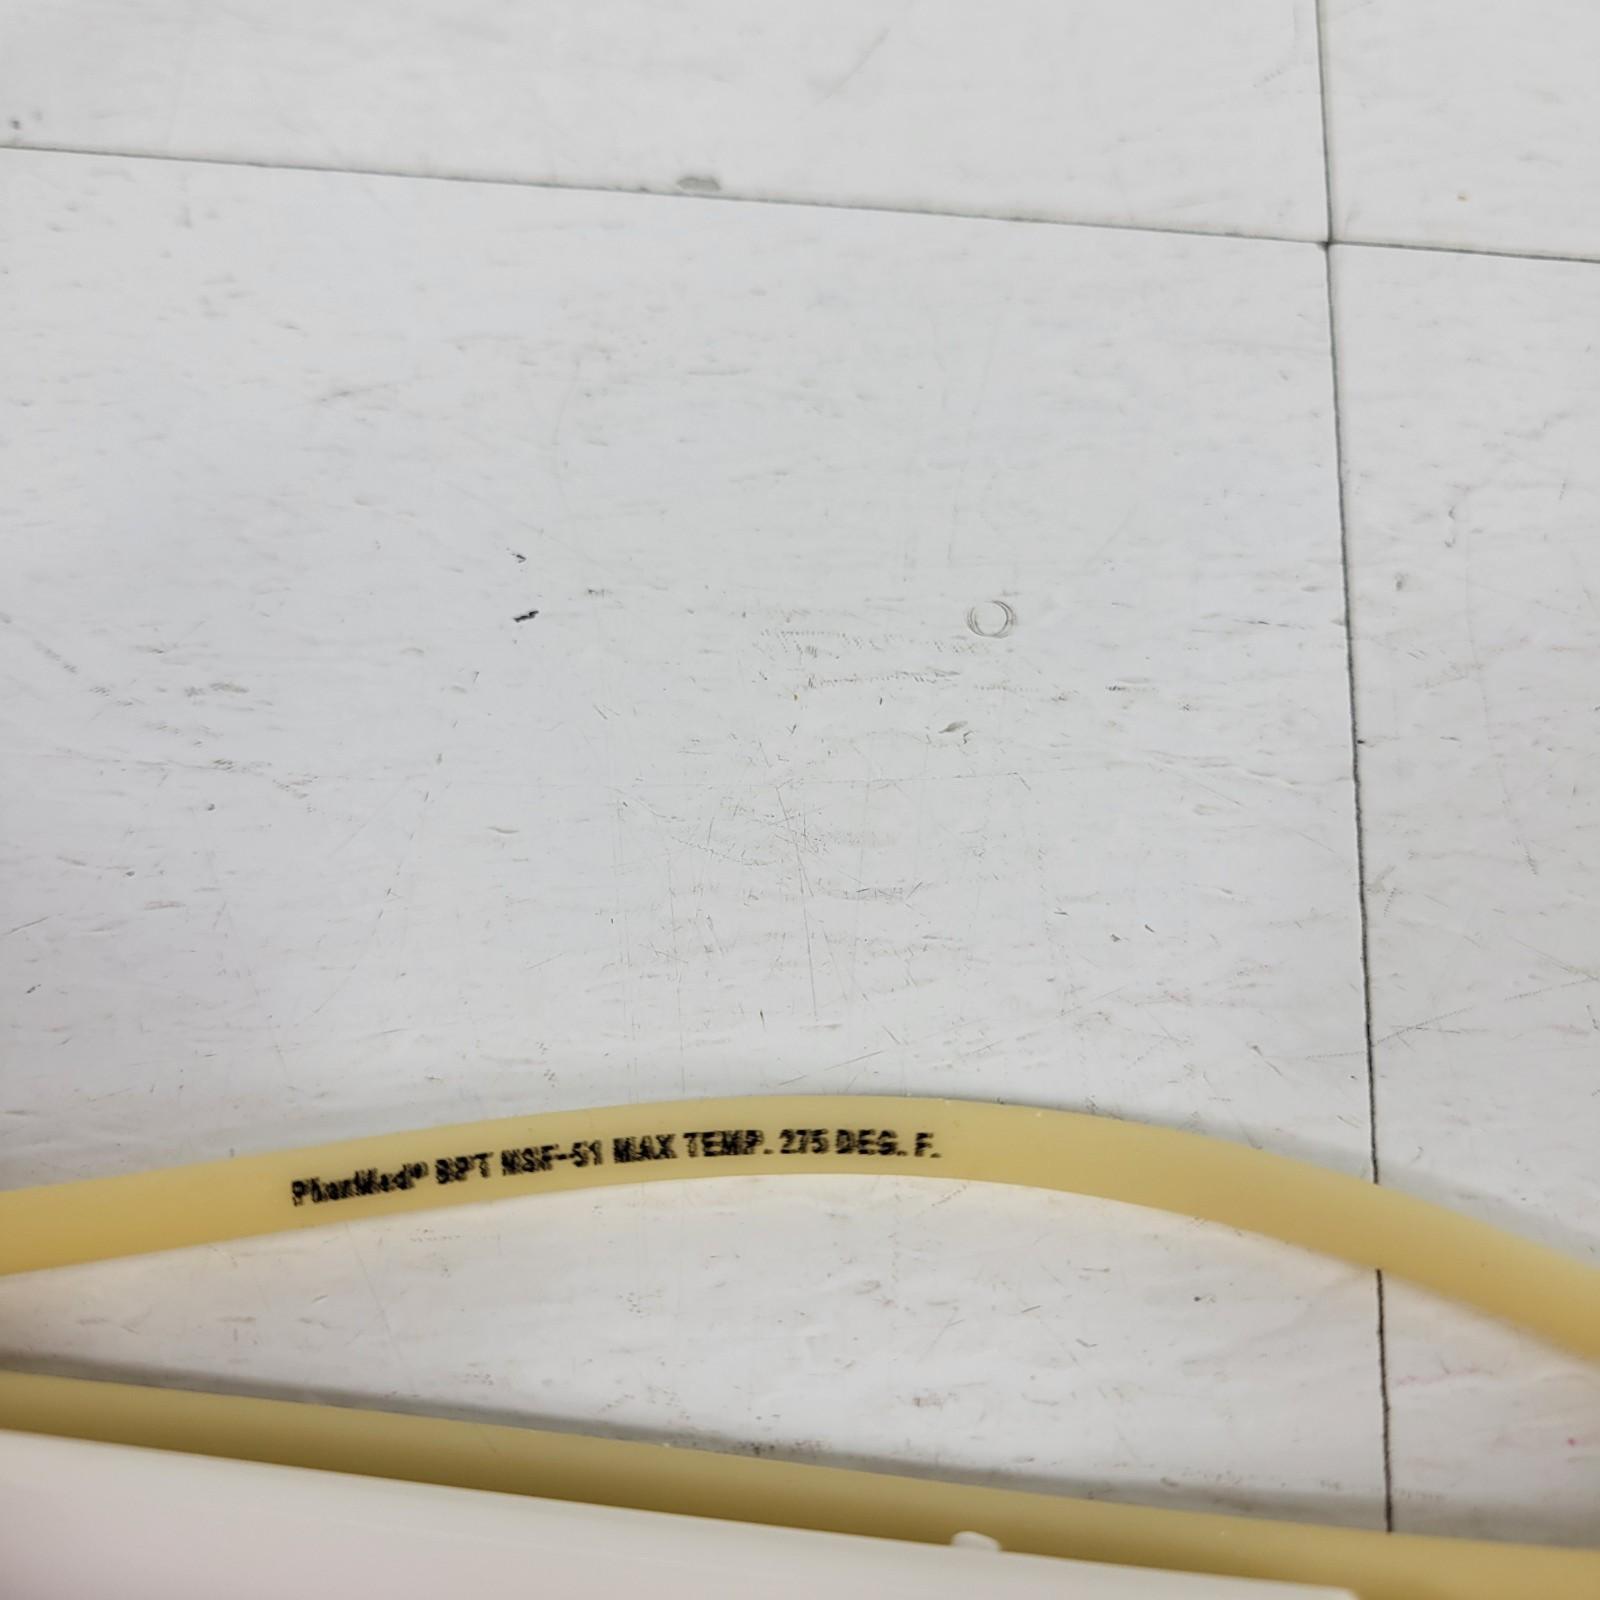 PharMed® BPT NSF-51 MAX TEMP. 275 DEG. F.